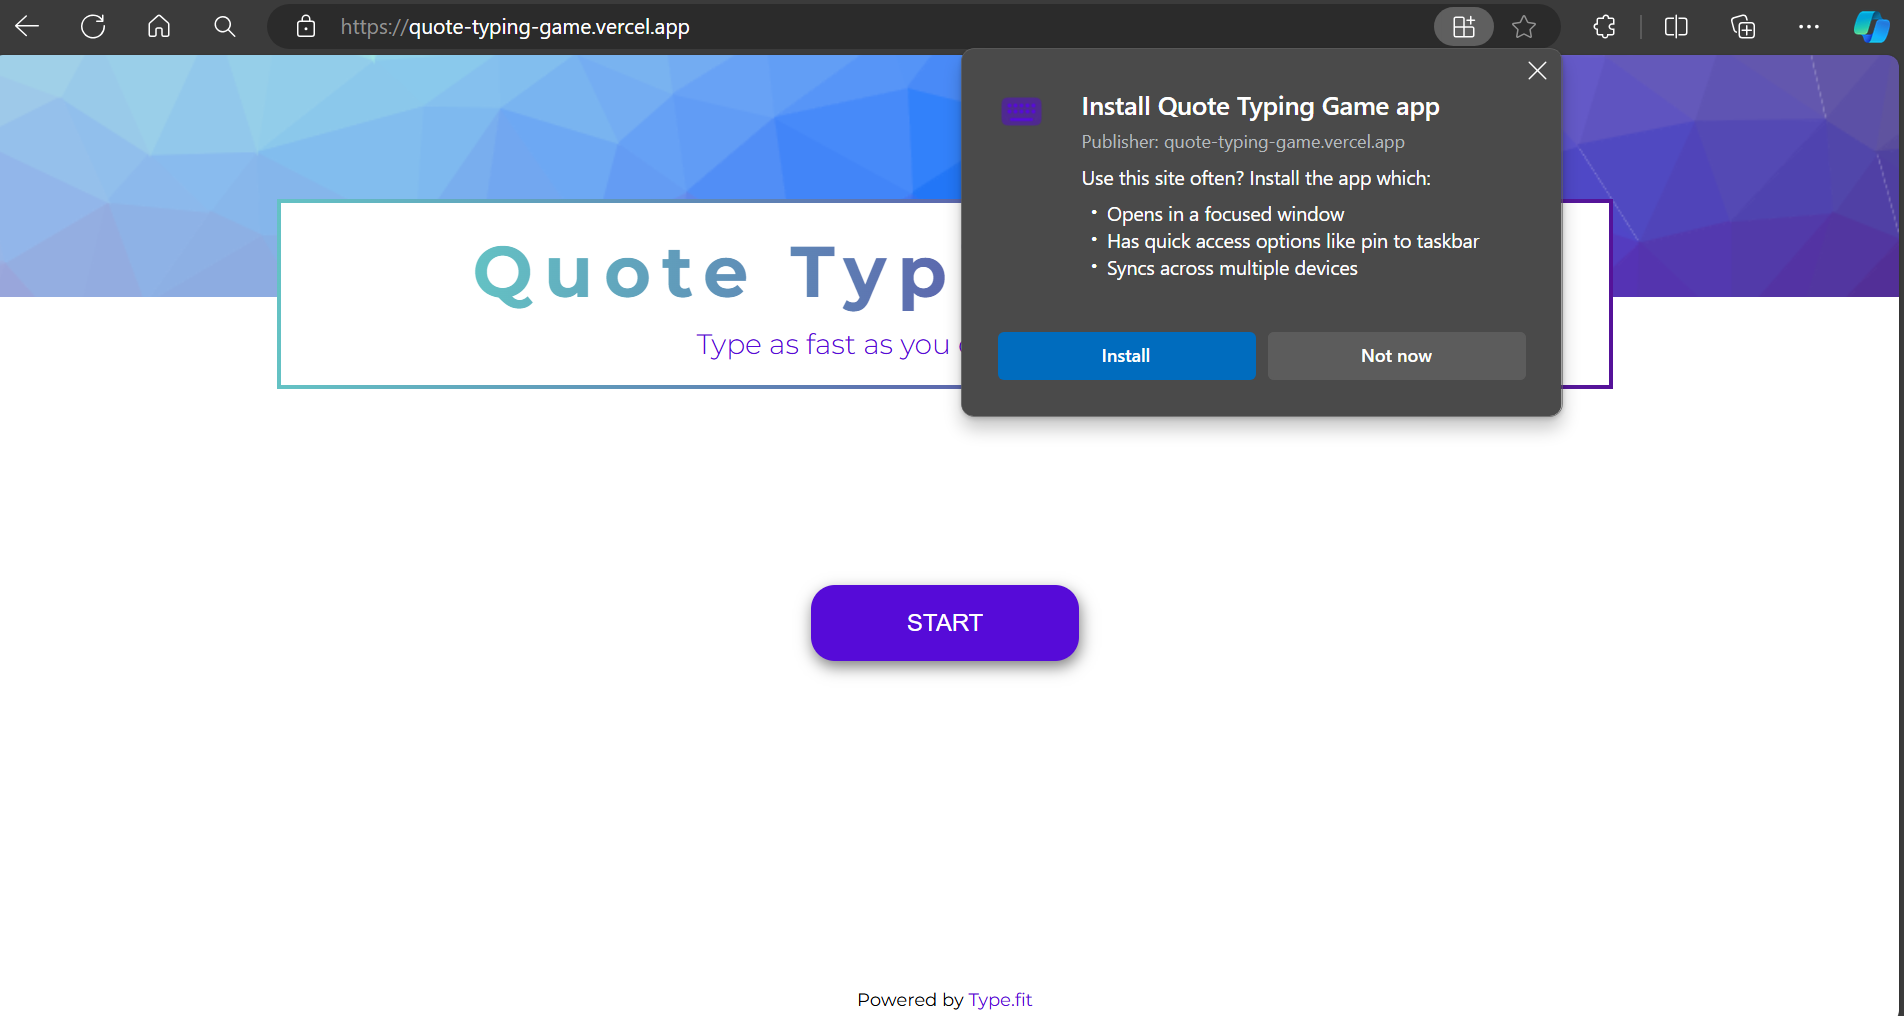 https://quote-typing-game.vercel.app
Install Quote Typing Game app
Publisher: quote-typing-game.vercel.app
Use this site often? Install the app which:
• Opens in a focused window
• Has quick access options like pin to taskbar
• Syncs across multiple devices
Install
Not now
Quote Typ
Type as fast as you
START
Powered by Type.fit